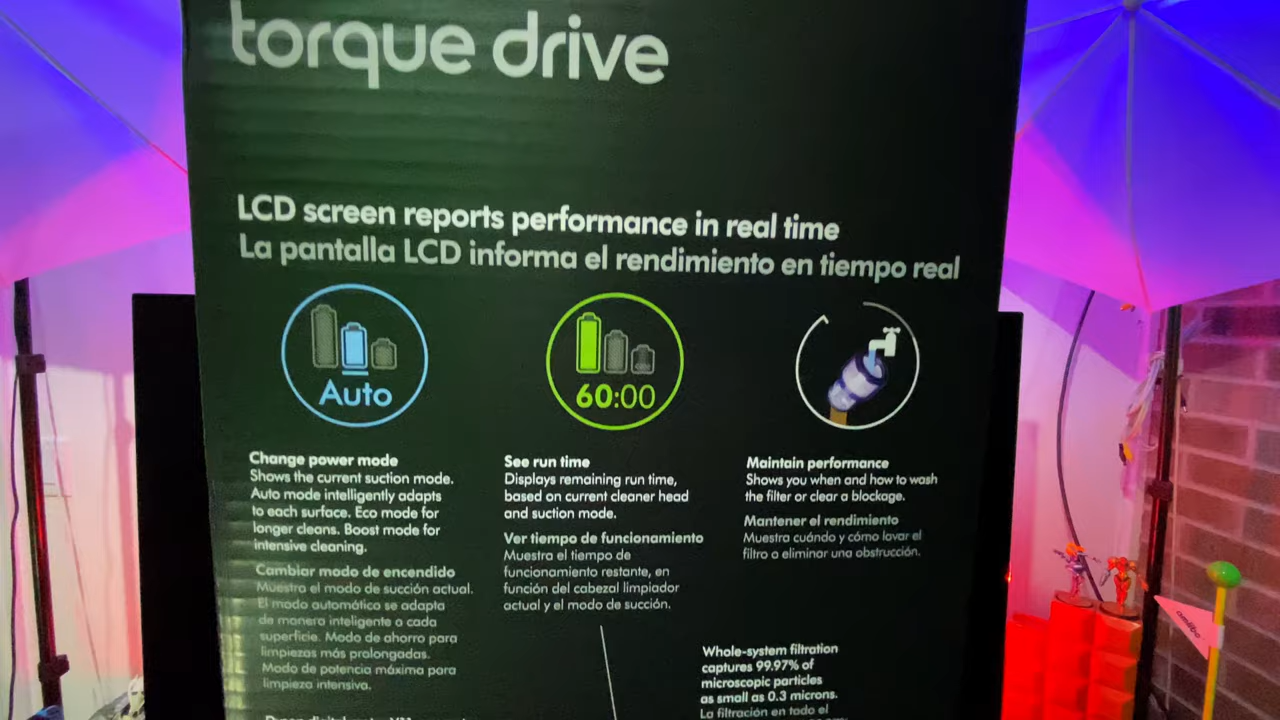 torque drive
LCD screen reports performance in real time
La pantalla LCD informa el rendimiento en tiempo real
Auto
60:00
Change power mode
Shows the current suction mode.
Auto mode intelligently adapts
to each surface. Eco mode for
longer cleans. Boost mode for
intensive cleaning.
Cambiar modo de encendido
Muestra el modo de succión actual.
El modo automático se adapta
de manera inteligente a cada
superficie. Modo de ahorro para
limpiezas más prolongadas.
Modo de potencia máxima para
limpieza intensiva.
See run time
Displays remaining run time,
based on current cleaner head
and suction mode.
Ver tiempo de funcionamiento
Muestra el tiempo de
funcionamiento restante, en
función del cabezal limpiador
actual y el modo de succión.
Maintain performance
Shows you when and how to wash
the filter or clear a blockage.
Mantener el rendimiento
Muestra cuándo y cómo lavar el
filtro o eliminar una obstrucción.
Whole-system filtration
captures 99.97% of
microscopic particles
as small as 0.3 microns.
La filtración en todo el
amiibo